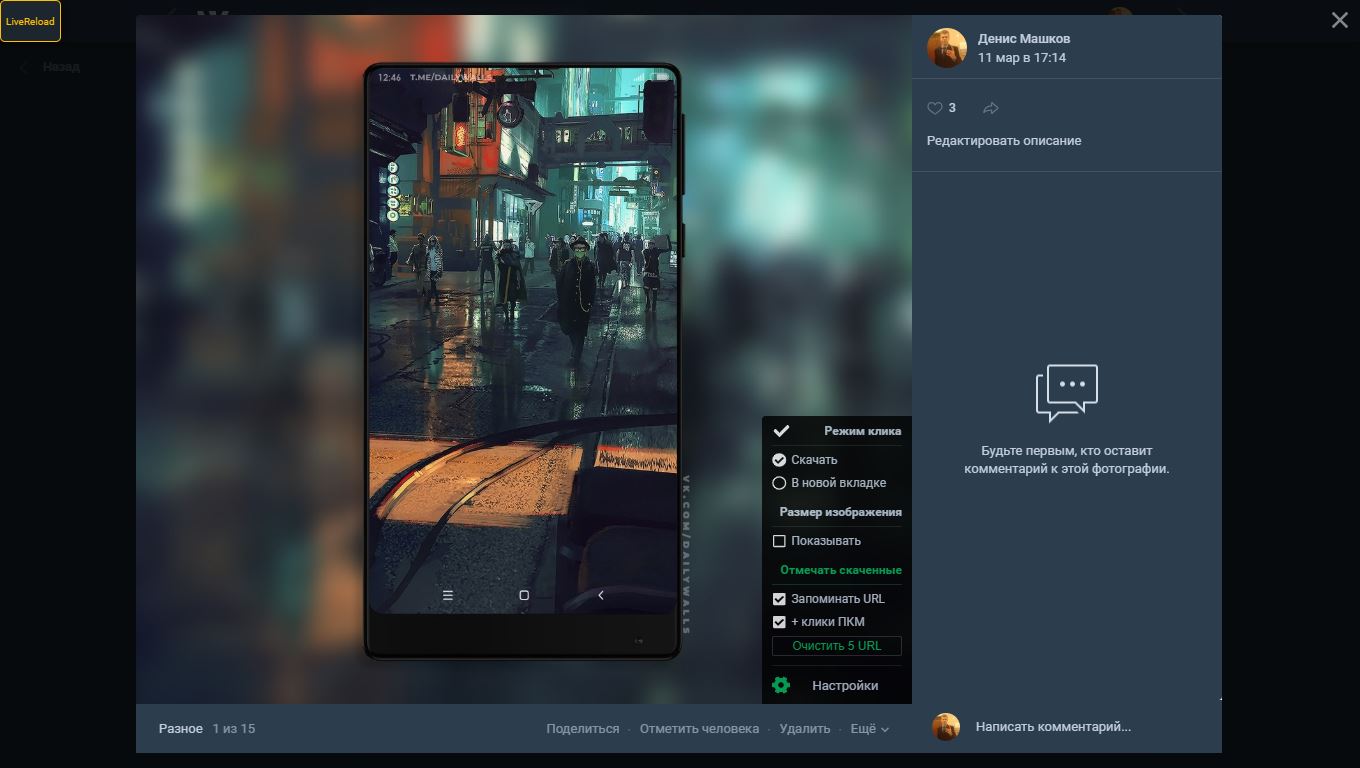 LiveReload
Назад
12:46 T.ME/DAILYWALLS
VK.COM/DAILYWALLS
Режим клика
Скачать
В новой вкладке
Размер изображения
Показывать
Отмечать скаченные
Запоминать URL
+ клики ПКМ
Очистить 5 URL
Настройки
Разное 1 из 15
Поделиться · Отметить человека · Удалить · Ещё
Денис Машков
11 мар в 17:14
3
Редактировать описание
Будьте первым, кто оставит
комментарий к этой фотографии.
Написать комментарий...